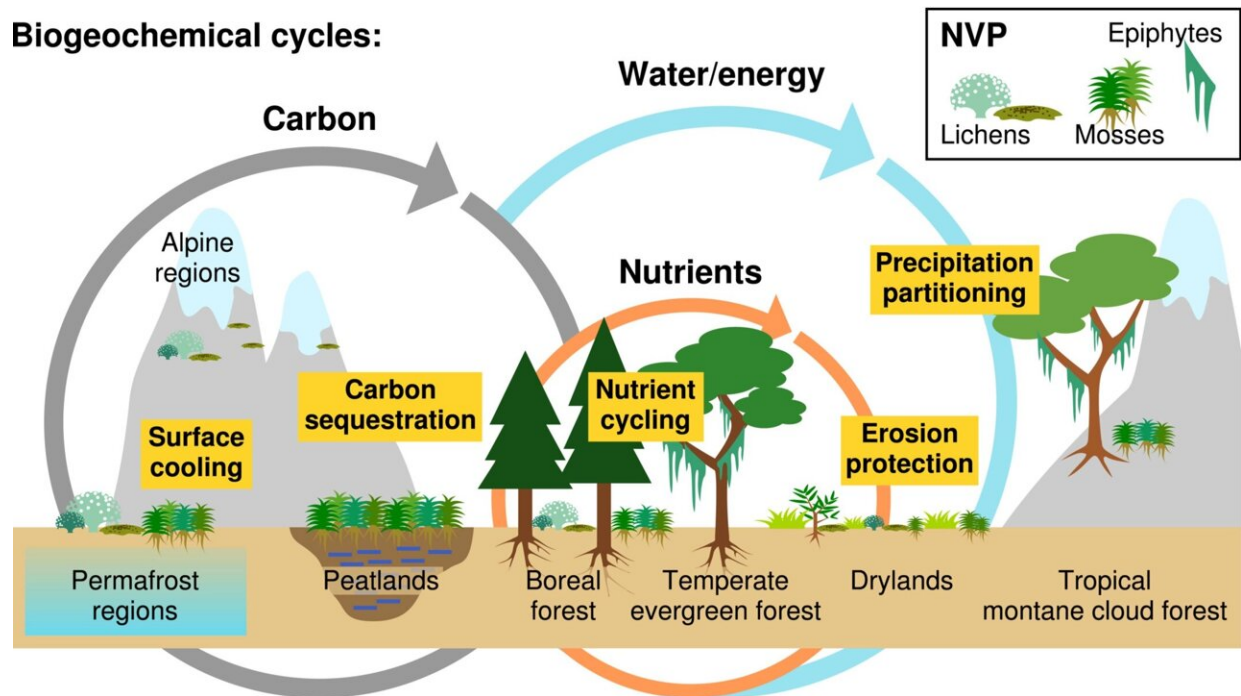 Biogeochemical cycles:
Carbon
Water/energy
Nutrients
NVP
Epiphytes
Lichens
Mosses
Alpine
regions
Precipitation
partitioning
Carbon
sequestration
Nutrient
cycling
Surface
cooling
Erosion
protection
Permafrost
regions
Peatlands
Boreal
forest
Temperate
evergreen forest
Drylands
Tropical
montane cloud forest